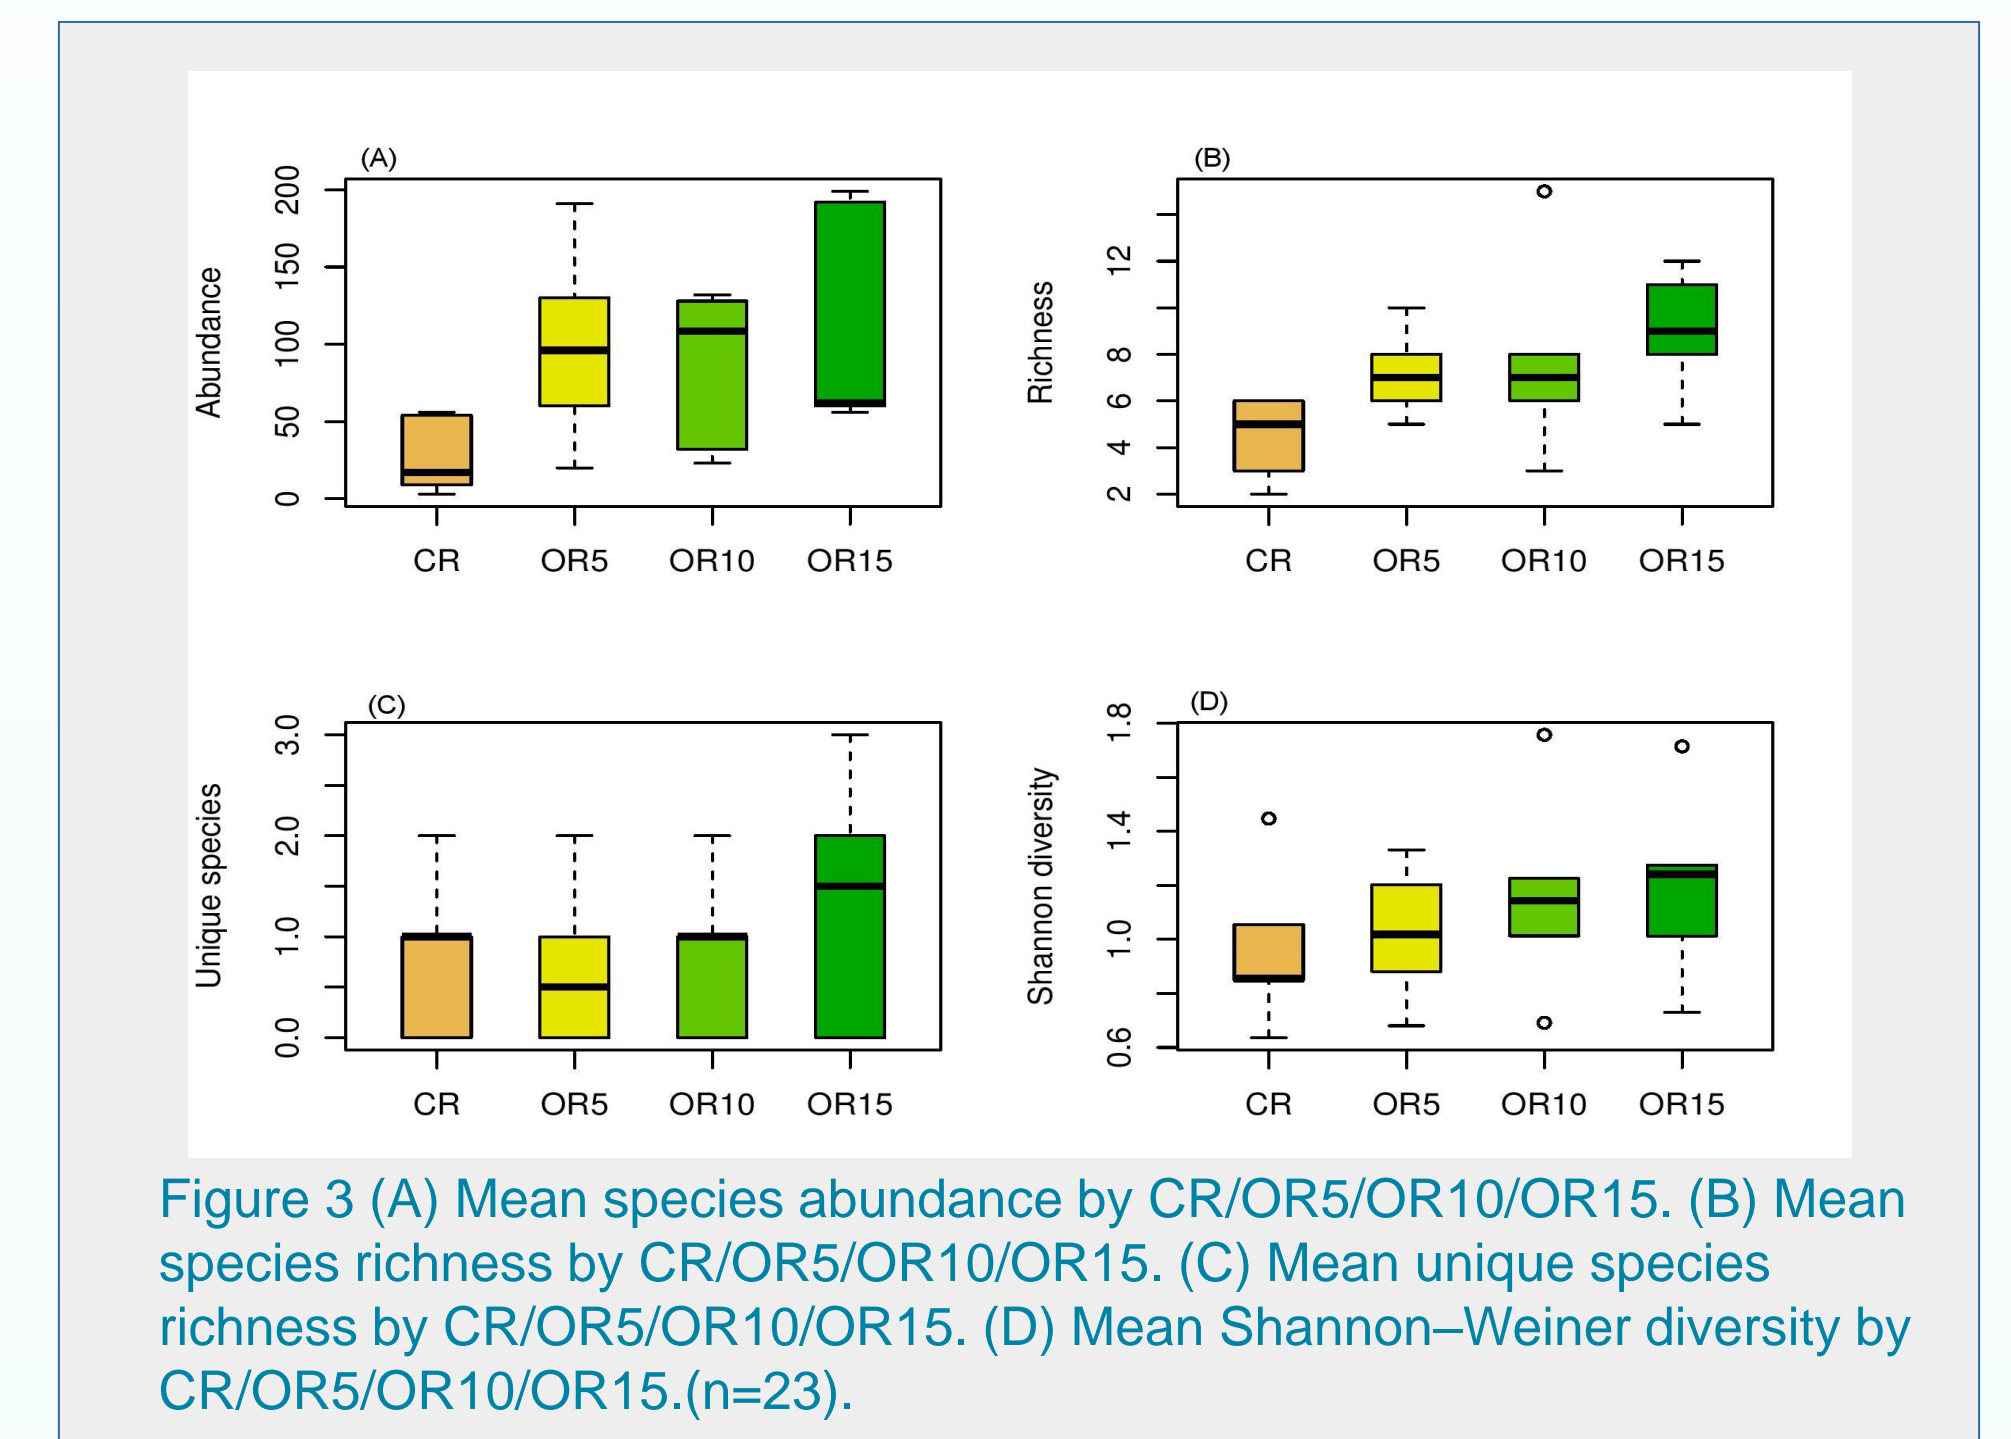 (A)
Abundance
0 50 100 150 200
CR OR5 OR10 OR15
(B)
Richness
2 4 6 8 12
CR OR5 OR10 OR15
(C)
Unique species
0.0 1.0 2.0 3.0
CR OR5 OR10 OR15
(D)
Shannon diversity
0.6 1.0 1.4 1.8
CR OR5 OR10 OR15
Figure 3 (A) Mean species abundance by CR/OR5/OR10/OR15. (B) Mean
species richness by CR/OR5/OR10/OR15. (C) Mean unique species
richness by CR/OR5/OR10/OR15. (D) Mean Shannon–Weiner diversity by
CR/OR5/OR10/OR15.(n=23).